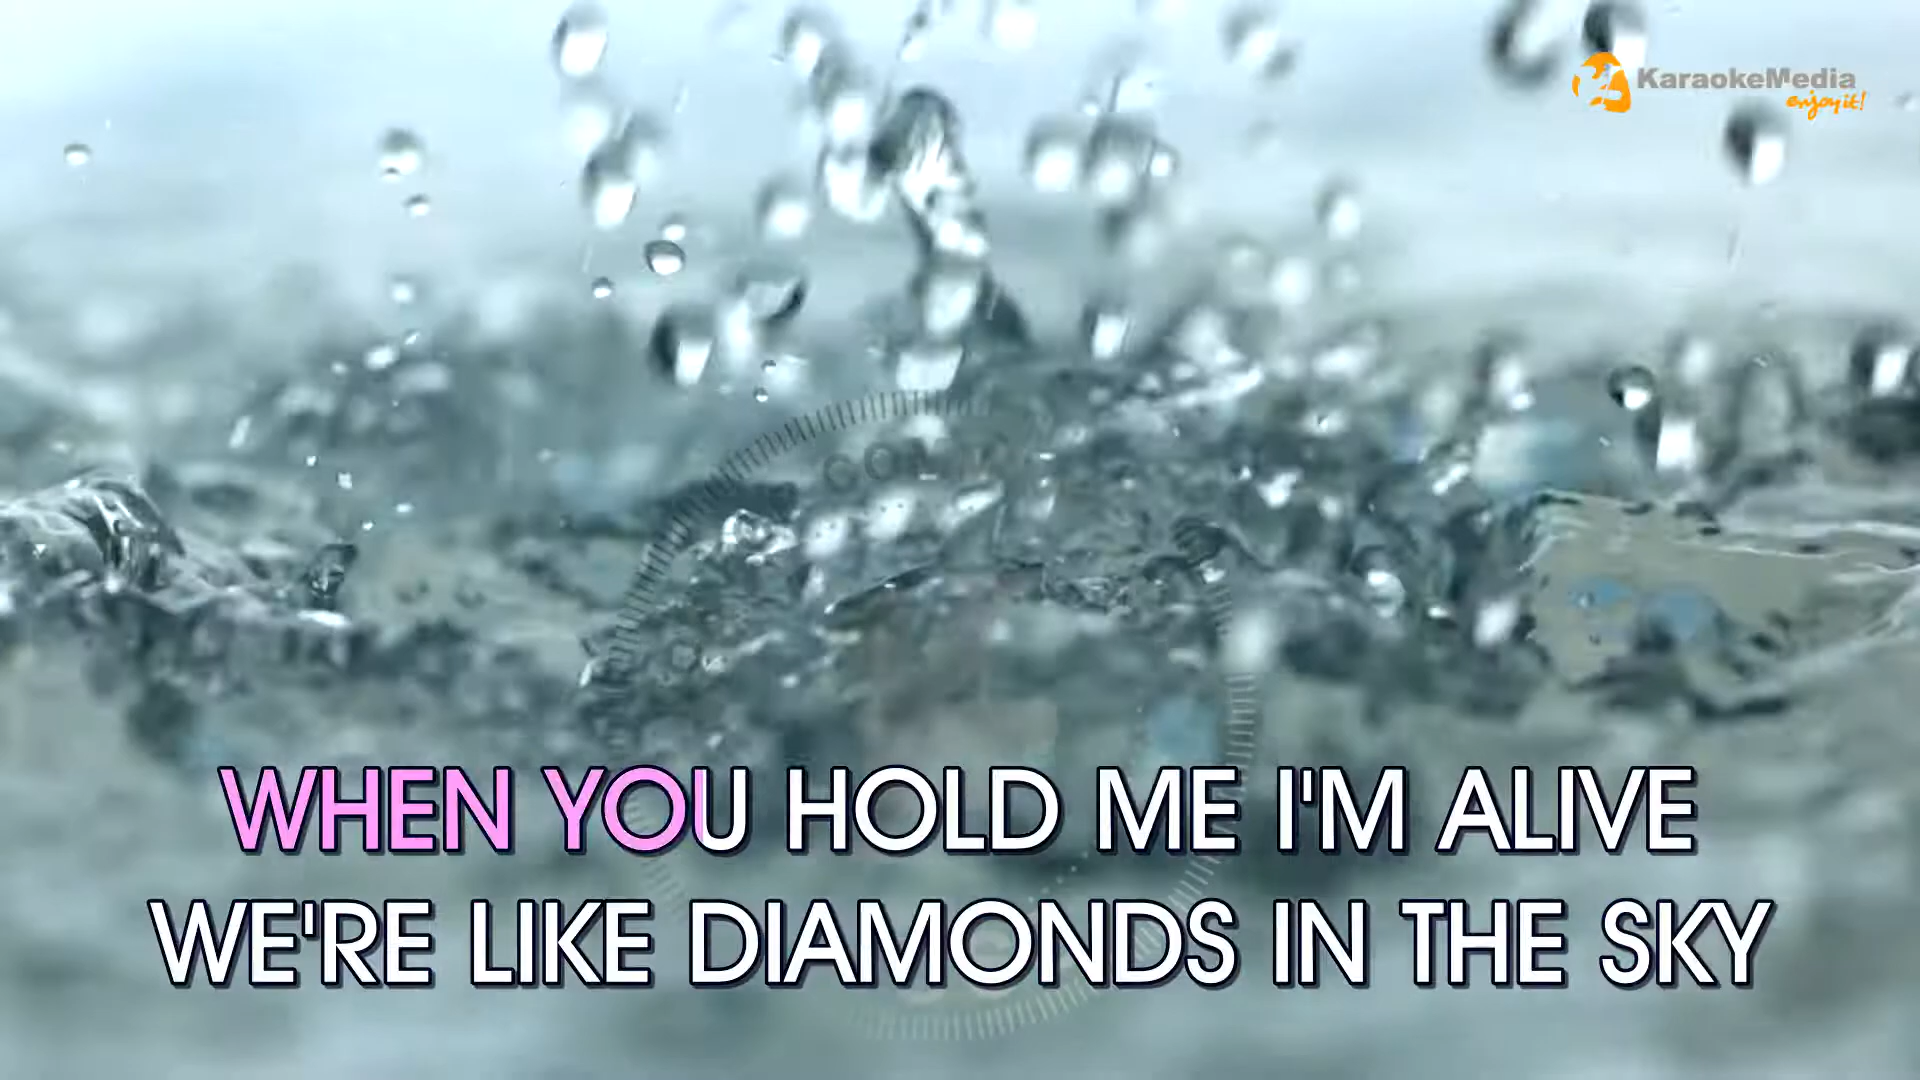 KaraokeMedia
enjoy it!
WHEN YOU HOLD ME I'M ALIVE
WE'RE LIKE DIAMONDS IN THE SKY